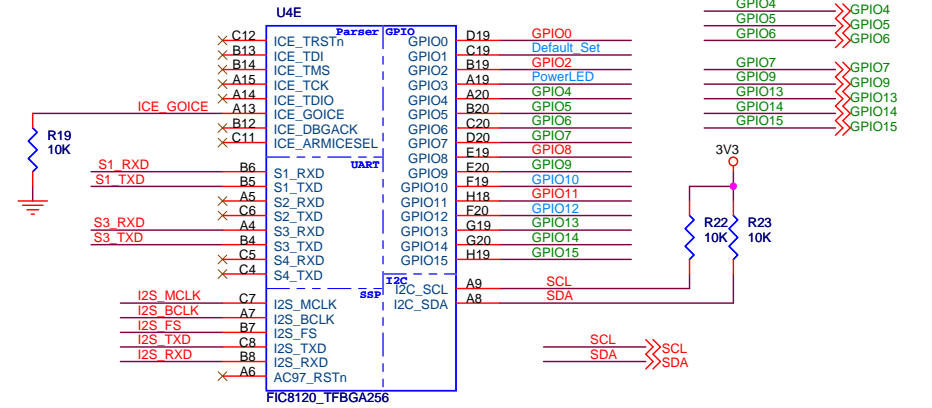 U4E
GPIO4
GPIO4
GPIO5
GPIO5
GPIO6
GPIO6
GPIO7
GPIO7
GPIO9
GPIO9
GPIO13
GPIO13
GPIO14
GPIO14
GPIO15
GPIO15
Parser GPIO
C12 ICE_TRSTn
B13 ICE_TDI
B14 ICE_TMS
A15 ICE_TCK
A14 ICE_TDIO
ICE_GOICE A13 ICE_GOICE
B12 ICE_DBGACK
C11 ICE_ARMICESEL
R19
10K
UART
S1_RXD B6 S1_RXD
S1_TXD B5 S1_TXD
A5 S2_RXD
C6 S2_TXD
S3_RXD A4 S3_RXD
S3_TXD B4 S3_TXD
C5 S4_RXD
C4 S4_TXD
SSP
I2S_MCLK C7 I2S_MCLK
I2S_BCLK A7 I2S_BCLK
I2S_FS B7 I2S_FS
I2S_TXD C8 I2S_TXD
I2S_RXD B8 I2S_RXD
A6 AC97_RSTn
GPIO0 D19 GPIO0
GPIO1 C19 Default_Set
GPIO2 B19 GPIO2
GPIO3 A19 PowerLED
GPIO4 A20 GPIO4
GPIO5 B20 GPIO5
GPIO6 C20 GPIO6
GPIO7 D20 GPIO7
GPIO8 E19 GPIO8
GPIO9 E20 GPIO9
GPIO10 F19 GPIO10
GPIO11 H18 GPIO11
GPIO12 F20 GPIO12
GPIO13 G19 GPIO13
GPIO14 G20 GPIO14
GPIO15 H19 GPIO15
I2C
I2C_SCL A9 SCL
I2C_SDA A8 SDA
3V3
R22
10K
R23
10K
SCL SCL
SDA SDA
FIC8120_TFBGA256